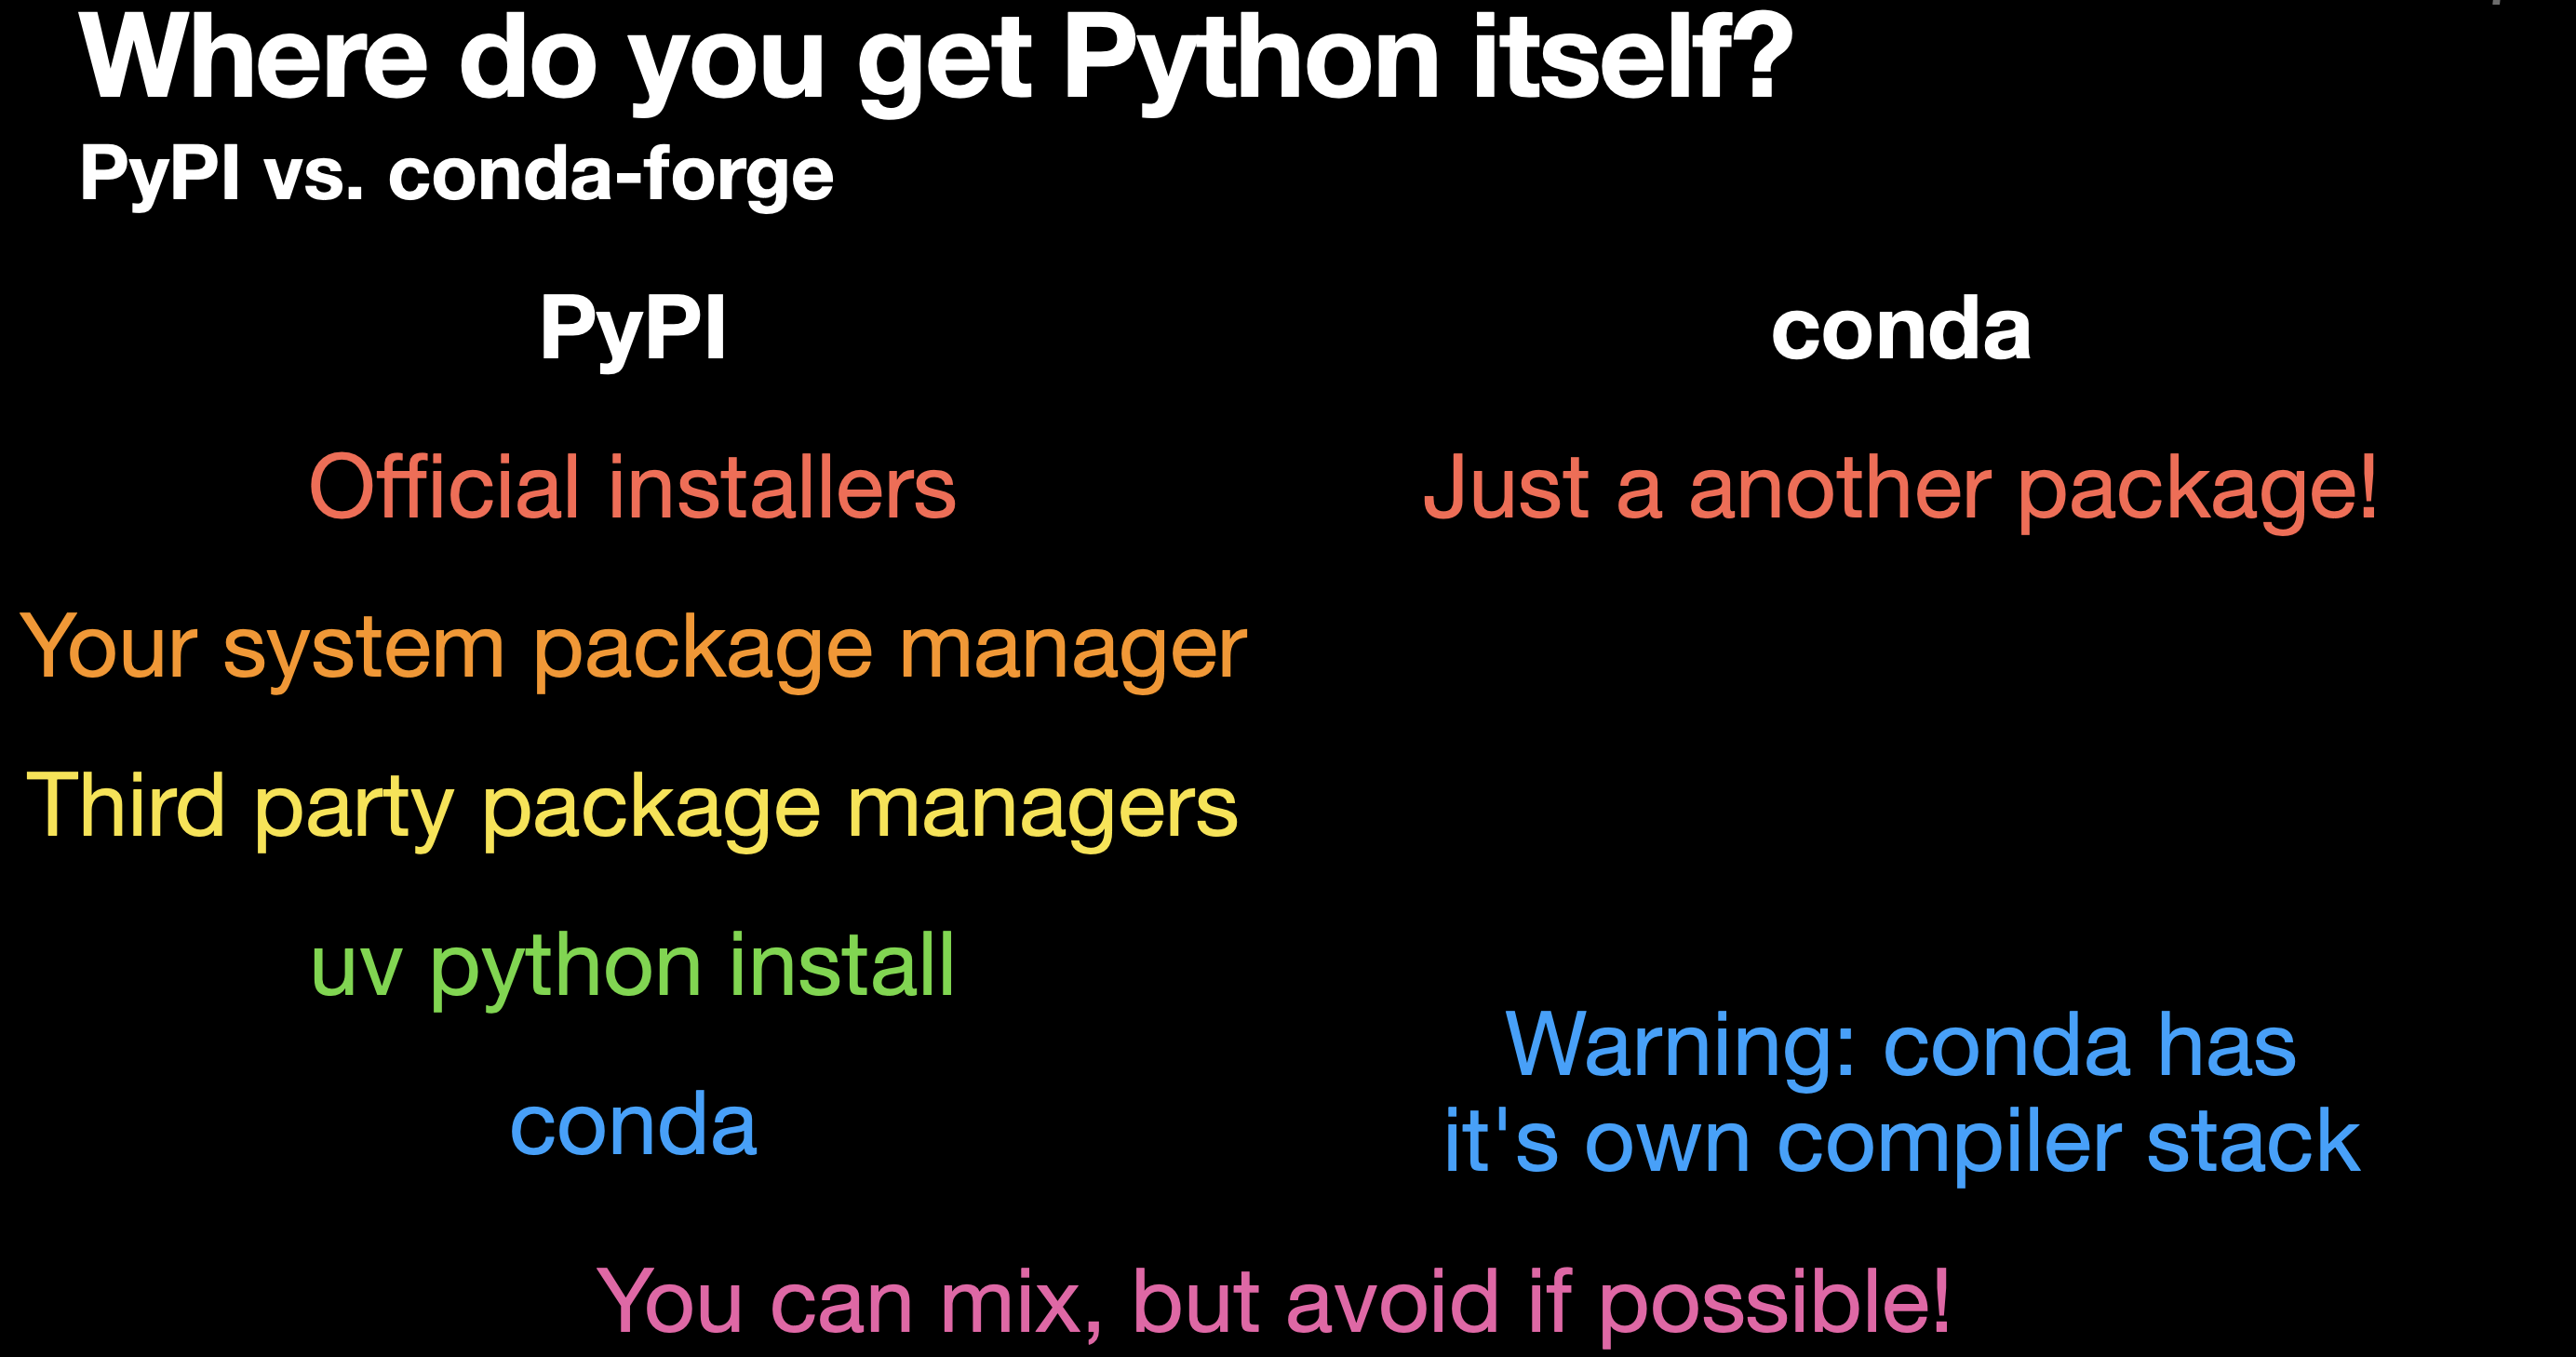 Where do you get Python itself?
PyPI vs. conda-forge
PyPI
conda
Official installers
Just a another package!
Your system package manager
Third party package managers
uv python install
conda
Warning: conda has
it's own compiler stack
You can mix, but avoid if possible!